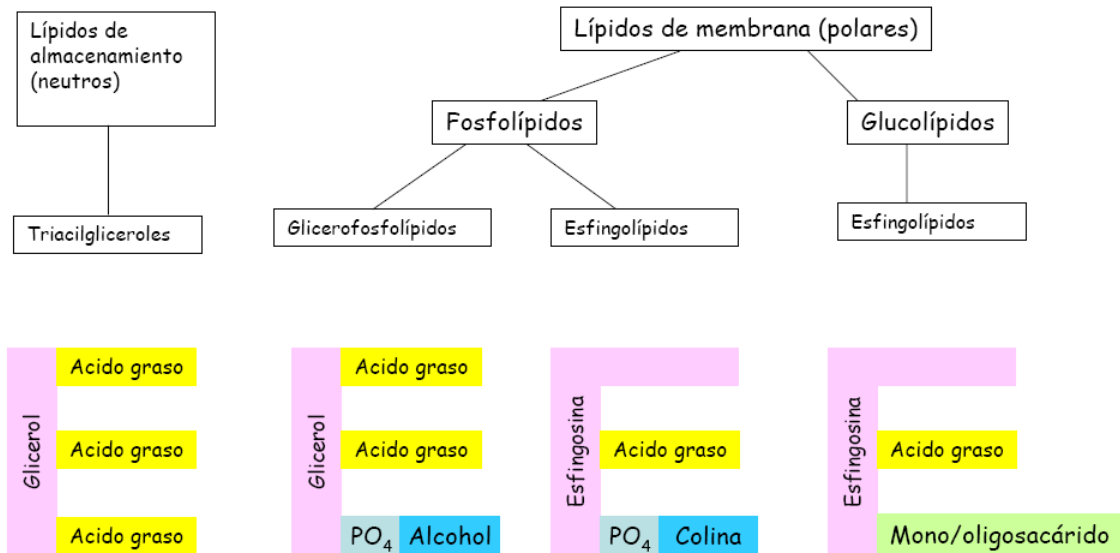 Lípidos de
almacenamiento
(neutros)
Lípidos de membrana (polares)
Fosfolípidos
Glucolípidos
Triacilgliceroles
Glicerofosfolípidos
Esfingolípidos
Esfingolípidos
Glicerol
Acido graso
Acido graso
Acido graso
Glicerol
Acido graso
Acido graso
PO4 Alcohol
Esfingosina
Acido graso
PO4 Colina
Esfingosina
Acido graso
Mono/oligosacárido